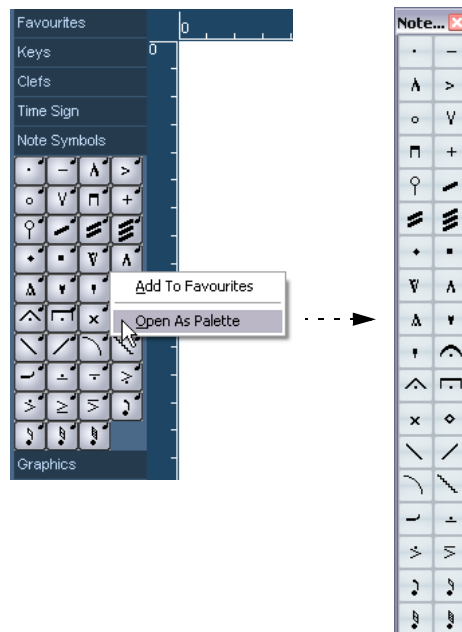 Favourites
Keys
Clefs
Time Sign
Note Symbols
Add To Favourites
Open As Palette
Graphics
0
0
Note...